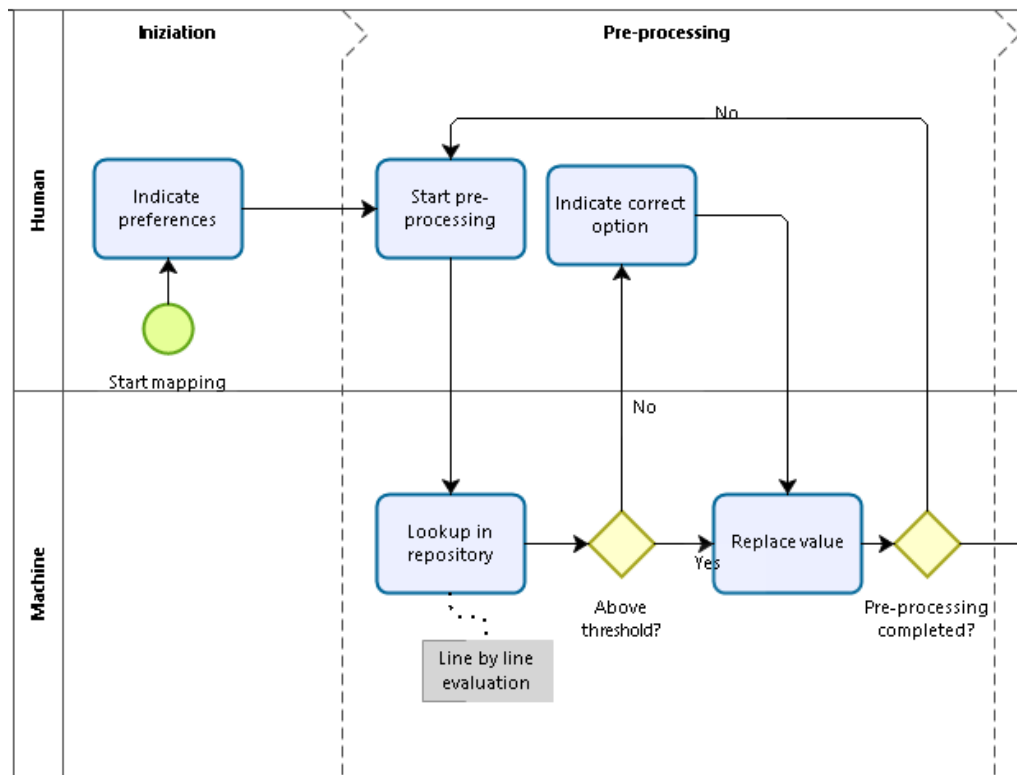 Iniziation
Pre-processing
Human
No
Indicate
preferences
Start pre-
processing
Indicate correct
option
Start mapping
No
Machine
Lookup in
repository
Yes
Replace value
Above
threshold?
Pre-processing
completed?
Line by line
evaluation